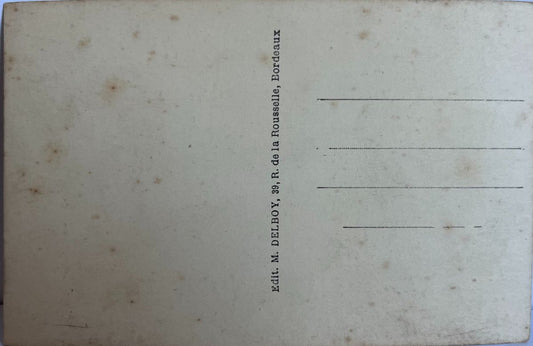 Edit. M. DELBOY, 39, R. de la Rousselle, Bordeaux